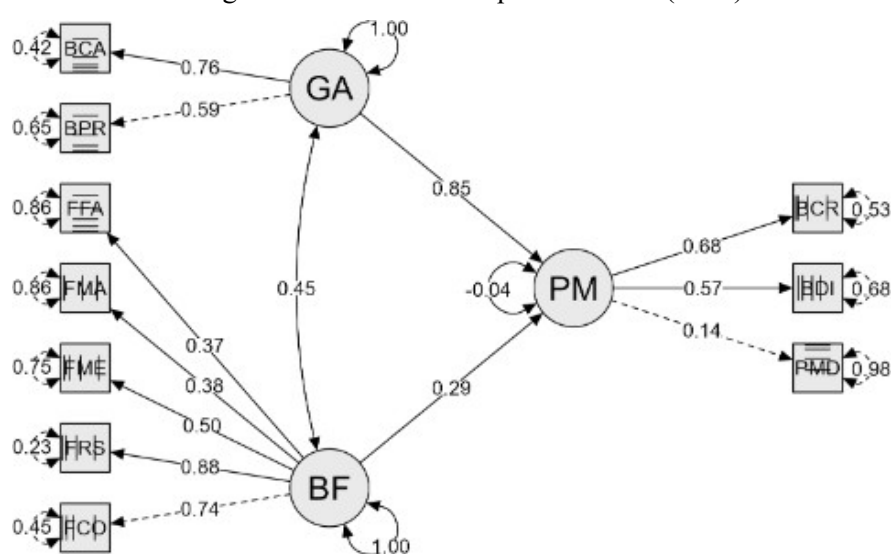 1.00
0.42 BCA
0.76
GA
0.65 BPR
0.59
0.86 FFA
0.85
BCR 0.53
0.68
0.86 FMA
0.45
-0.04 PM
0.57
BDI 0.68
0.37
0.14
0.75 FME
0.38
PMD 0.98
0.50
0.29
0.23 FRS
0.88
BF
0.74
0.45 FCO
1.00